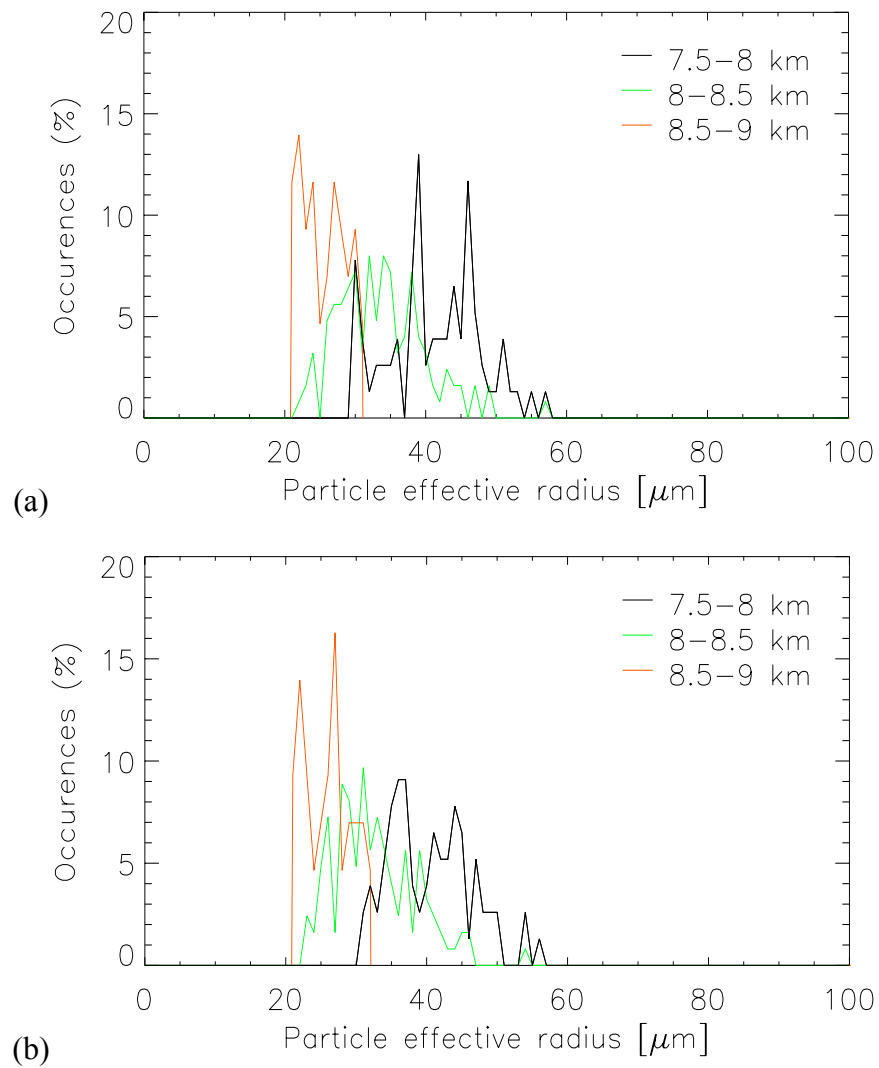 20
7.5−8 km
8−8.5 km
8.5−9 km
15
10
5
0
Occurences (%)
0 20 40 60 80 100
Particle effective radius [μm]
(a)
20
7.5−8 km
8−8.5 km
8.5−9 km
15
10
5
0
Occurences (%)
0 20 40 60 80 100
Particle effective radius [μm]
(b)